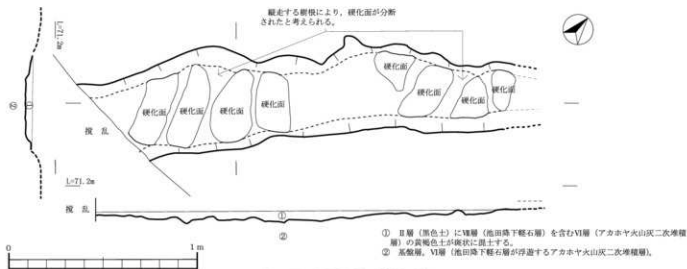 縦走する樹根により、硬化面が分断
されたと考えられる。
L=71.2m
②
①
硬化面
硬化面
硬化面
硬化面
硬化面
硬化面
硬化面
硬化面
撹 乱
L=71.2m
撹 乱
①
②
0
1 m
① Ⅱ層(黒色土)にⅦ層(池田降下軽石層)を含むⅥ層(アカホヤ火山灰二次堆積
層)の黄褐色土が斑状に混土する。
② 基盤層。Ⅵ層(池田降下軽石層が浮遊するアカホヤ火山灰二次堆積層)。